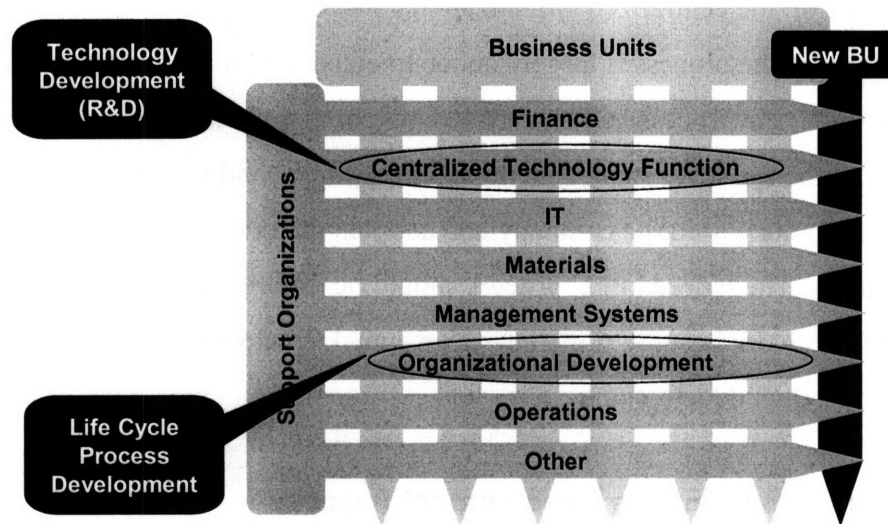 Technology
Development
(R&D)
Business Units
New BU
Finance
Centralized Technology Function
IT
Materials
Management Systems
Organizational Development
Operations
Other
Support Organizations
Life Cycle
Process
Development